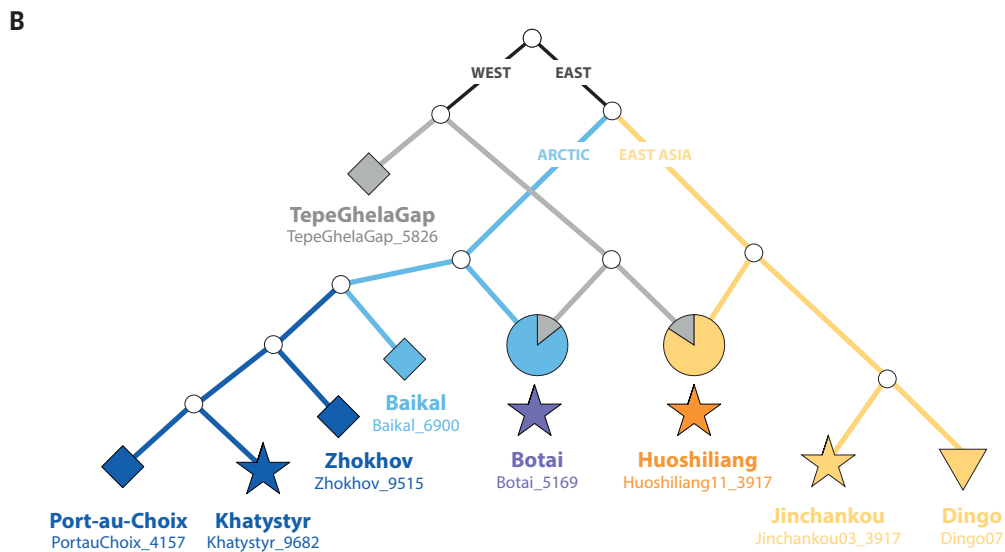 B
WEST
EAST
ARCTIC
EAST ASIA
TepeGhelaGap
TepeGhelaGap_5826
Baikal
Baikal_6900
Zhokhov
Zhokhov_9515
Botai
Botai_5169
Huoshiliang
Huoshiliang11_3917
Port-au-Choix
PortauChoix_4157
Khatystyr
Khatystyr_9682
Jinchankou
Jinchankou03_3917
Dingo
Dingo07